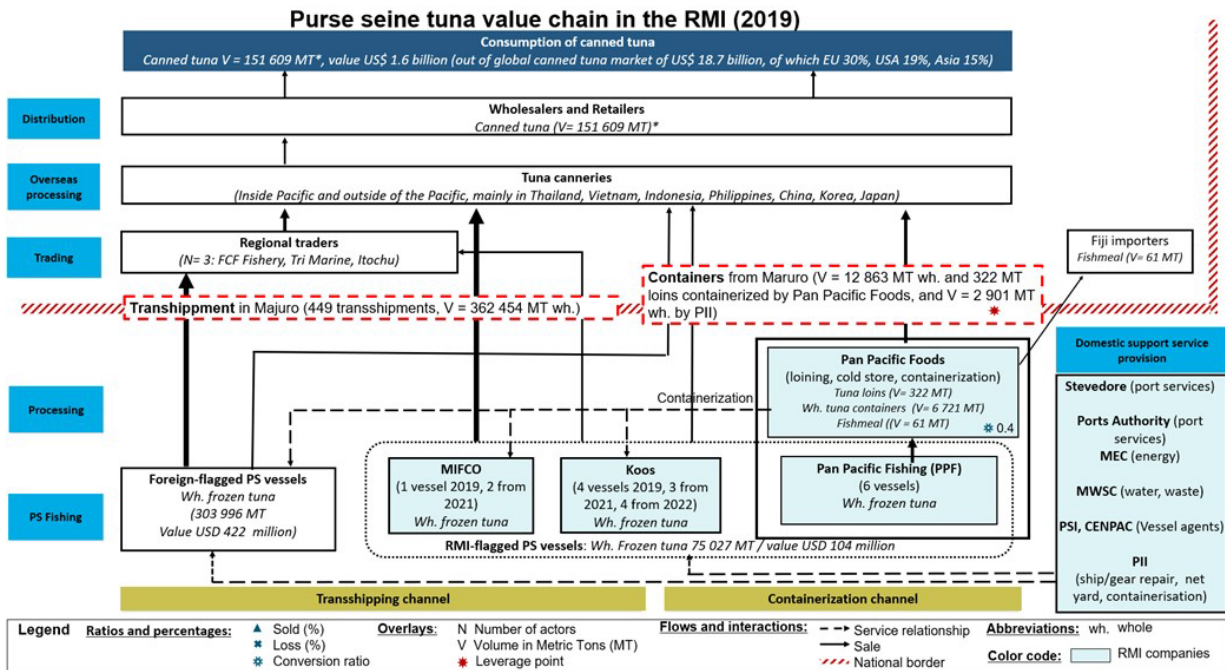 Purse seine tuna value chain in the RMI (2019)
Consumption of canned tuna
Canned tuna V = 151 609 MT*, value US$ 1.6 billion (out of global canned tuna market of US$ 18.7 billion, of which EU 30%, USA 19%, Asia 15%)
Distribution
Wholesalers and Retailers
Canned tuna (V= 151 609 MT)*
Overseas
processing
Tuna canneries
(Inside Pacific and outside of the Pacific, mainly in Thailand, Vietnam, Indonesia, Philippines, China, Korea, Japan)
Trading
Regional traders
(N= 3: FCF Fishery, Tri Marine, Itochu)
Fiji importers
Fishmeal (V= 61 MT)
Transhippment in Majuro (449 transshipments, V = 362 454 MT wh.)
Containers from Maruro (V = 12 863 MT wh. and 322 MT
loins containerized by Pan Pacific Foods, and V = 2 901 MT
wh. by PII)
Domestic support service
provision
Processing
Containerization
Pan Pacific Foods
(loining, cold store, containerization)
Tuna loins (V= 322 MT)
Wh. tuna containers (V= 6 721 MT)
Fishmeal ((V = 61 MT)
0.4
Stevedore (port services)
Ports Authority (port
services)
MEC (energy)
MWSC (water, waste)
PSI, CENPAC (Vessel agents)
PII
(ship/gear repair, net
yard, containerisation)
PS Fishing
Foreign-flagged PS vessels
Wh. frozen tuna
(303 996 MT
Value USD 422 million)
MIFCO
(1 vessel 2019, 2 from
2021)
Wh. frozen tuna
Koos
(4 vessels 2019, 3 from
2021, 4 from 2022)
Wh. frozen tuna
Pan Pacific Fishing (PPF)
(6 vessels)
Wh. frozen tuna
RMI-flagged PS vessels: Wh. Frozen tuna 75 027 MT / value USD 104 million
Transshipping channel
Containerization channel
Legend
Ratios and percentages:
Sold (%)
Loss (%)
Conversion ratio
Overlays:
N Number of actors
V Volume in Metric Tons (MT)
Leverage point
Flows and interactions:
Service relationship
Sale
National border
Abbreviations: wh. whole
Color code: RMI companies